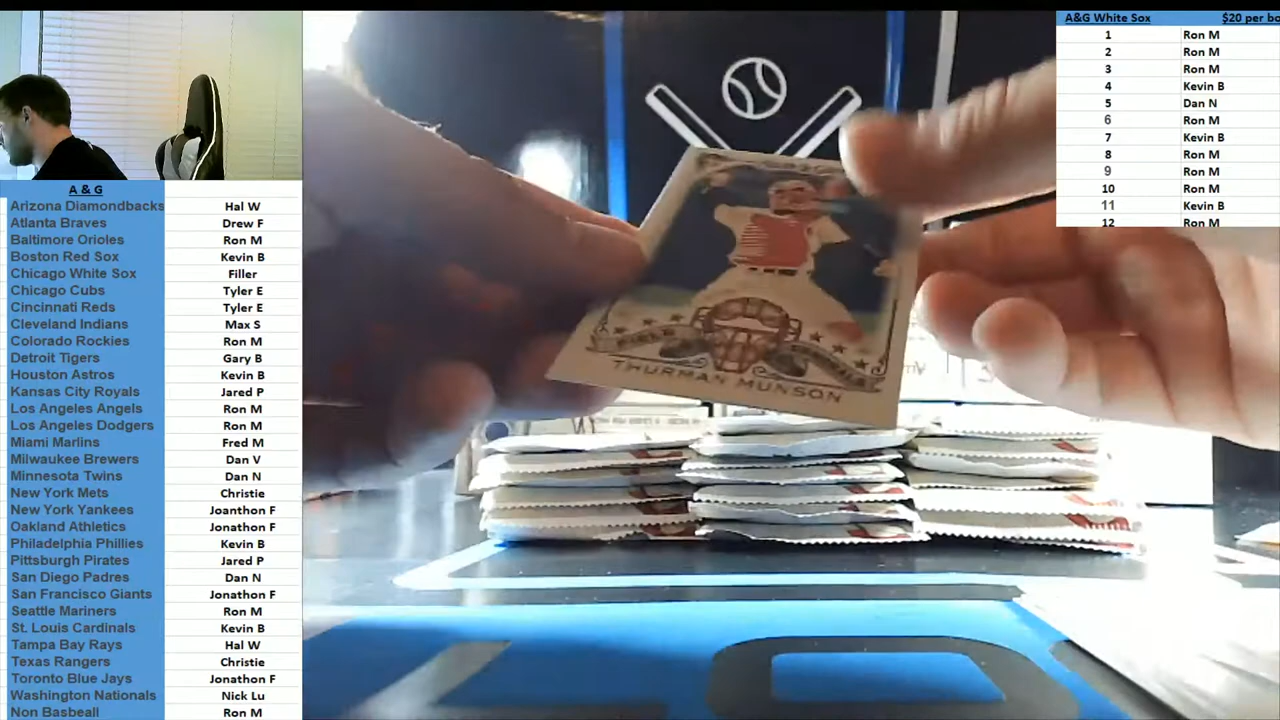 A & G
Arizona Diamondbacks Hal W
Atlanta Braves Drew F
Baltimore Orioles Ron M
Boston Red Sox Kevin B
Chicago White Sox Filler
Chicago Cubs Tyler E
Cincinnati Reds Tyler E
Cleveland Indians Max S
Colorado Rockies Ron M
Detroit Tigers Gary B
Houston Astros Kevin B
Kansas City Royals Jared P
Los Angeles Angels Ron M
Los Angeles Dodgers Ron M
Miami Marlins Fred M
Milwaukee Brewers Dan V
Minnesota Twins Dan N
New York Mets Christie
New York Yankees Joanthon F
Oakland Athletics Jonathon F
Philadelphia Phillies Kevin B
Pittsburgh Pirates Jared P
San Diego Padres Dan N
San Francisco Giants Jonathon F
Seattle Mariners Ron M
St. Louis Cardinals Kevin B
Tampa Bay Rays Hal W
Texas Rangers Christie
Toronto Blue Jays Jonathon F
Washington Nationals Nick Lu
Non Basbeall Ron M
THURMAN MUNSON
A&G White Sox $20 per bo
1 Ron M
2 Ron M
3 Ron M
4 Kevin B
5 Dan N
6 Ron M
7 Kevin B
8 Ron M
9 Ron M
10 Ron M
11 Kevin B
12 Ron M